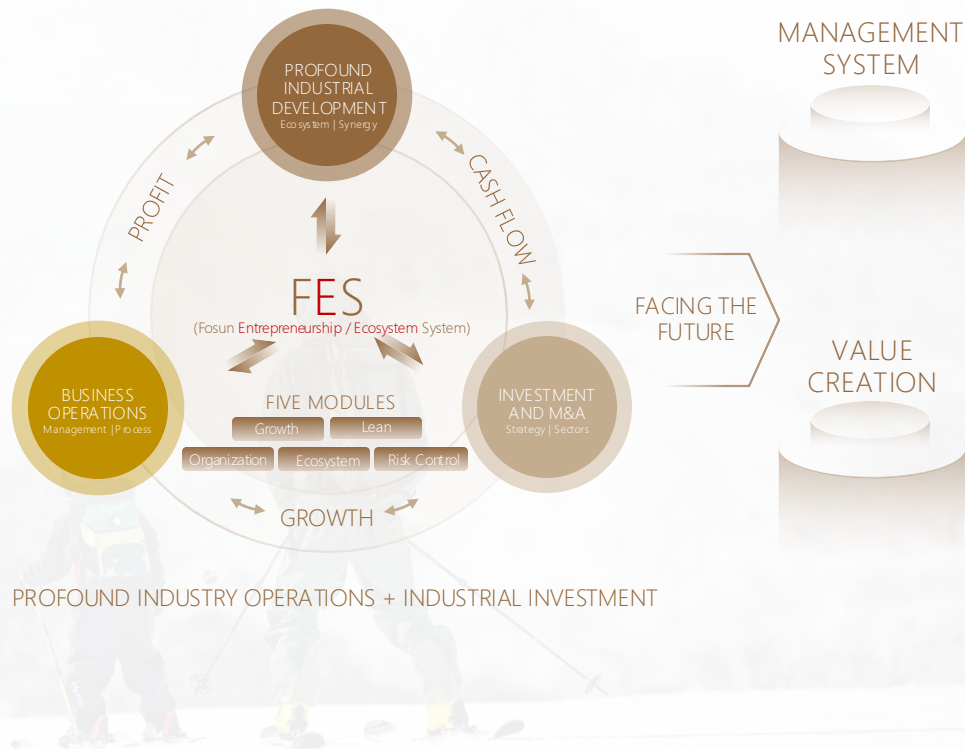 PROFOUND
INDUSTRIAL
DEVELOPMENT
Ecosystem | Synergy
PROFIT
CASH FLOW
FES
(Fosun Entrepreneurship / Ecosystem System)
BUSINESS
OPERATIONS
Management | Process
INVESTMENT
AND M&A
Strategy | Sectors
FIVE MODULES
Growth
Lean
Organization
Ecosystem
Risk Control
GROWTH
PROFOUND INDUSTRY OPERATIONS + INDUSTRIAL INVESTMENT
FACING THE
FUTURE
MANAGEMENT
SYSTEM
VALUE
CREATION